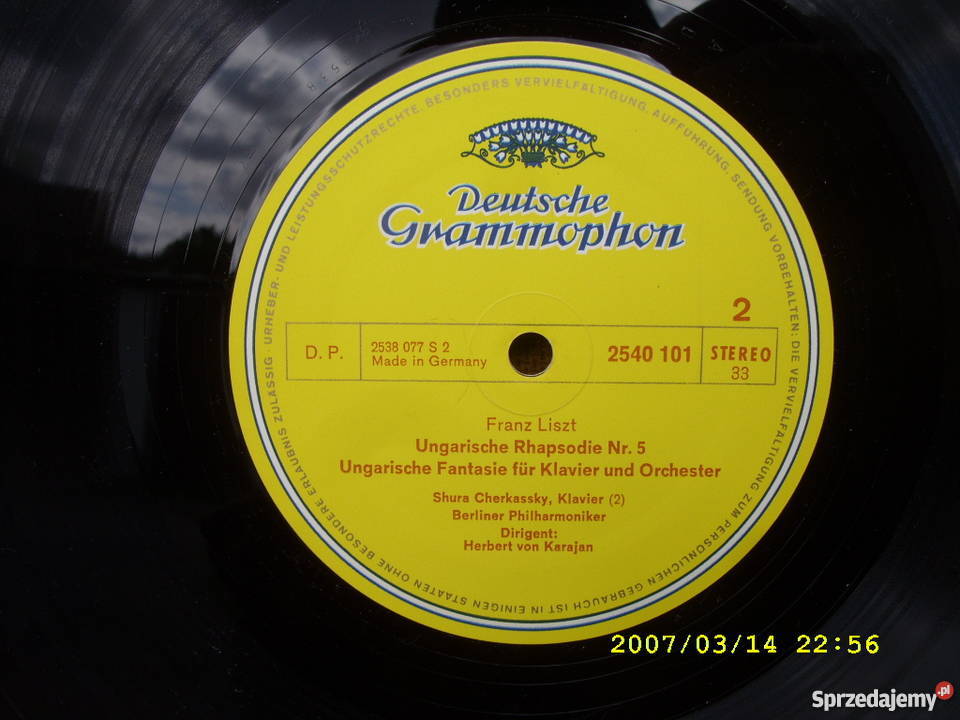 URHEBER- UND LEISTUNGSSCHUTZRECHTE, BESONDERS VERVIELFÄLTIGUNG, AUFFÜHRUNG, SENDUNG VORBEHALTEN: DIE VERVIELFÄLTIGUNG ZUM PERSÖNLICHEN GEBRAUCH IST IN EINIGEN STAATEN OHNE BESONDERE ERLAUBNIS ZULÄSSIG ·
Deutsche
Grammophon
2
D. P.
2538 077 S 2
Made in Germany
2540 101
STEREO
33
Franz Liszt
Ungarische Rhapsodie Nr. 5
Ungarische Fantasie für Klavier und Orchester
Shura Cherkassky, Klavier (2)
Berliner Philharmoniker
Dirigent:
Herbert von Karajan
2007/03/14 22:56
Sprzedajemy.pl